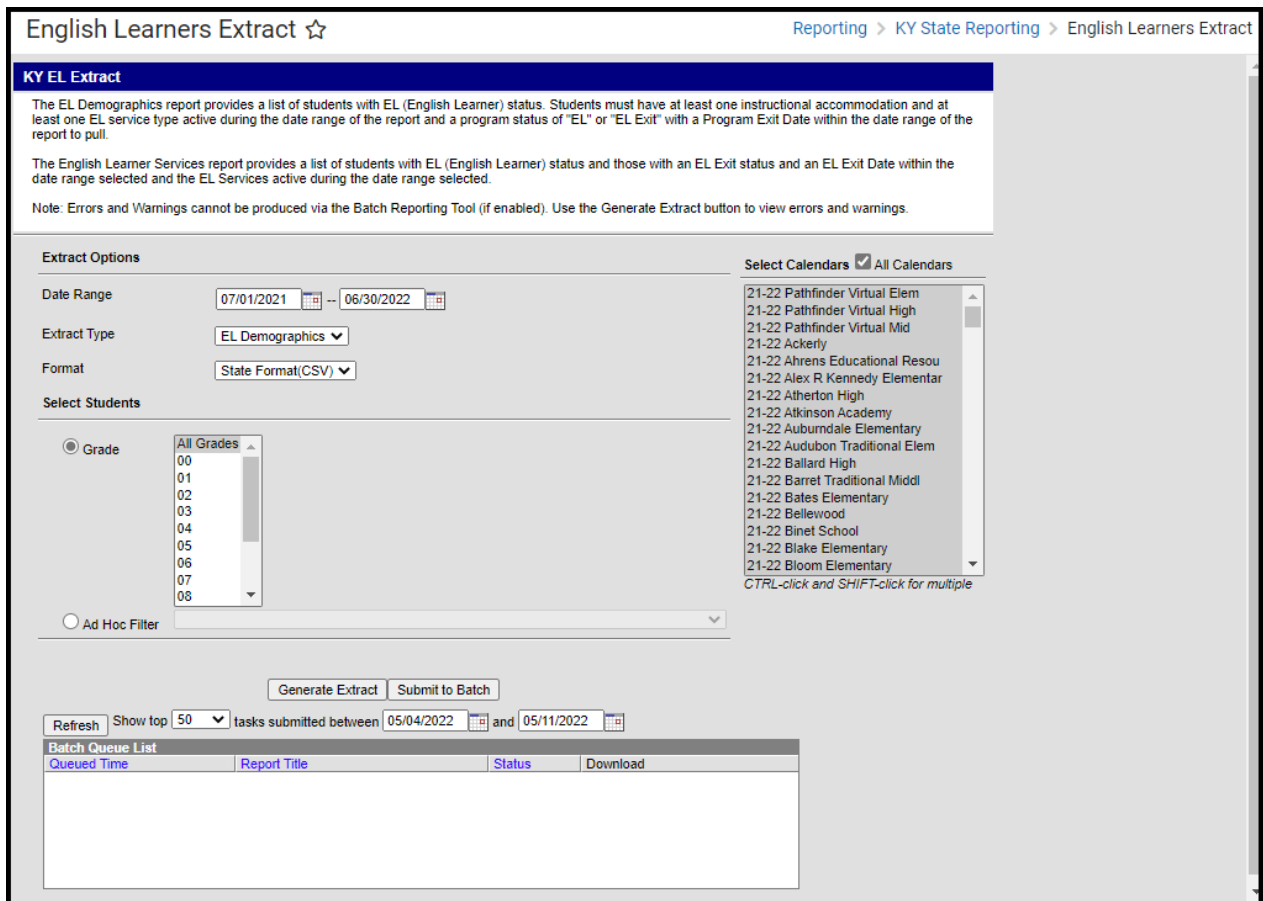 English Learners Extract ☆
Reporting > KY State Reporting > English Learners Extract
KY EL Extract
The EL Demographics report provides a list of students with EL (English Learner) status. Students must have at least one instructional accommodation and at
least one EL service type active during the date range of the report and a program status of "EL" or "EL Exit" with a Program Exit Date within the date range of the
report to pull.
The English Learner Services report provides a list of students with EL (English Learner) status and those with an EL Exit status and an EL Exit Date within the
date range selected and the EL Services active during the date range selected.
Note: Errors and Warnings cannot be produced via the Batch Reporting Tool (if enabled). Use the Generate Extract button to view errors and warnings.
Extract Options
Date Range
07/01/2021 -- 06/30/2022
Extract Type
EL Demographics
Format
State Format(CSV)
Select Students
Grade
All Grades
00
01
02
03
04
05
06
07
08
Ad Hoc Filter
Select Calendars All Calendars
21-22 Pathfinder Virtual Elem
21-22 Pathfinder Virtual High
21-22 Pathfinder Virtual Mid
21-22 Ackerly
21-22 Ahrens Educational Resou
21-22 Alex R Kennedy Elementar
21-22 Atherton High
21-22 Atkinson Academy
21-22 Auburndale Elementary
21-22 Audubon Traditional Elem
21-22 Ballard High
21-22 Barret Traditional Middl
21-22 Bates Elementary
21-22 Bellewood
21-22 Binet School
21-22 Blake Elementary
21-22 Bloom Elementary
CTRL-click and SHIFT-click for multiple
Generate Extract Submit to Batch
Refresh Show top 50 tasks submitted between 05/04/2022 and 05/11/2022
Batch Queue List
Queued Time Report Title Status Download